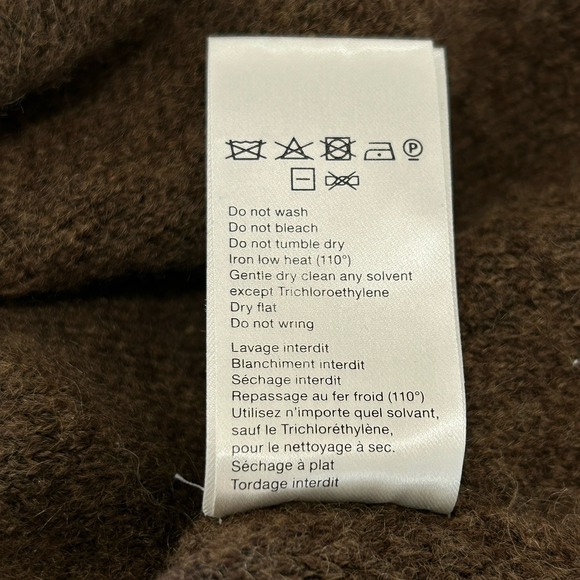 P
Do not wash
Do not bleach
Do not tumble dry
Iron low heat (110°)
Gentle dry clean any solvent
except Trichloroethylene
Dry flat
Do not wring
Lavage interdit
Blanchiment interdit
Séchage interdit
Repassage au fer froid (110°)
Utilisez n'importe quel solvant,
sauf le Trichloréthylène,
pour le nettoyage à sec.
Séchage à plat
Tordage interdit